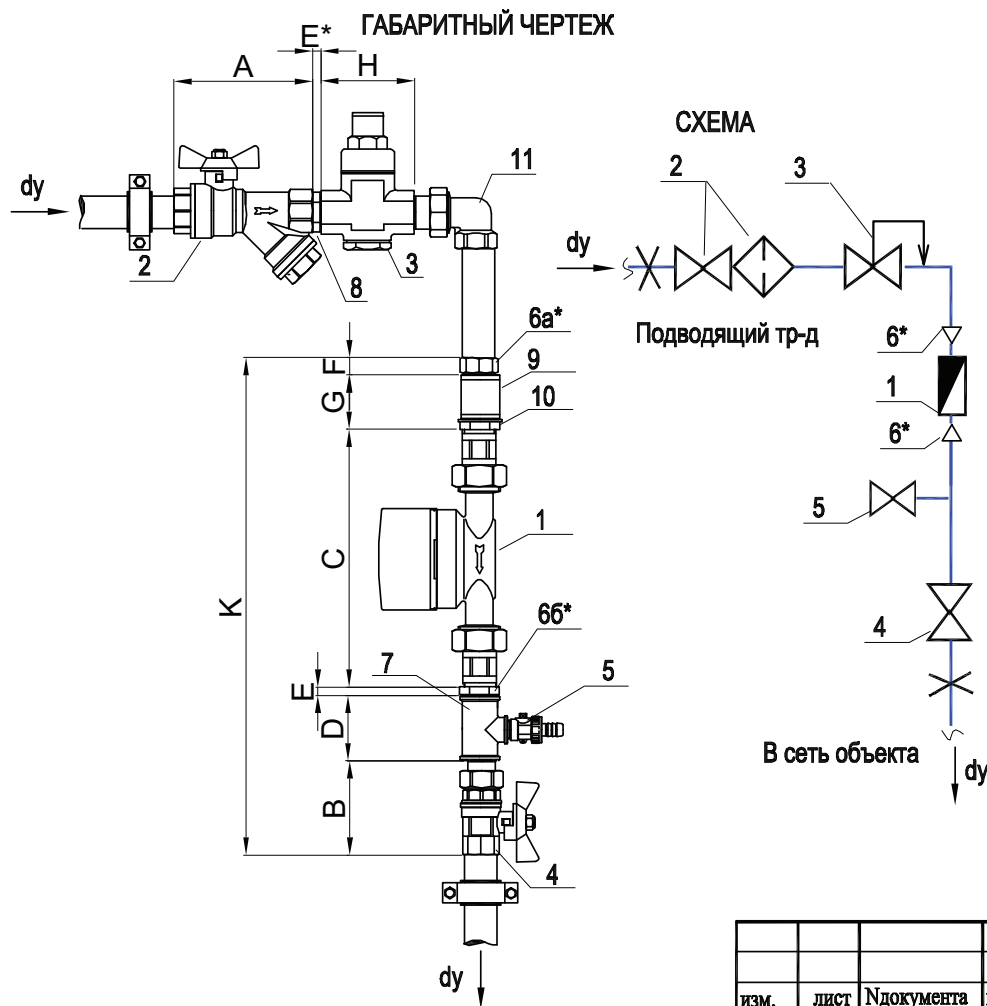 ГАБАРИТНЫЙ ЧЕРТЕЖ
E*
A
H
dy
11
2
8
3
6а*
F
9
G
10
1
C
K
6б*
7
5
E
D
B
4
dy
СХЕМА
2
3
dy
Подводящий тр-д
6*
1
6*
5
4
В сеть объекта
dy
изм.
лист
Nдокумента